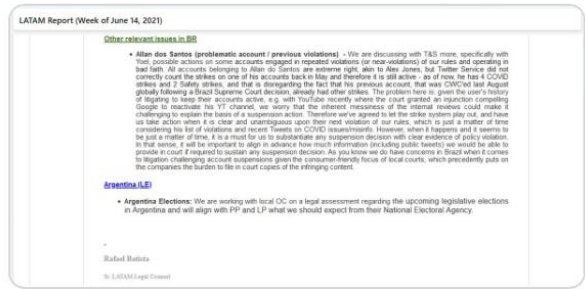 LATAM Report (Week of June 14, 2021)
Other relevant issues in BR
• Allan dos Santos (problematic account / previous violations) - We are discussing with T&S more, specifically with
Yoel, possible actions on some accounts engaged in repeated violations (or near-violations) of our rules and operating in
bad faith. All accounts belonging to Allan do Santos are extreme right, akin to Alex Jones, but Twitter Service did not
correctly count the strikes on one of his accounts back in May and therefore it is still active - as of now, he has 4 COVID
strikes and 2 Safety strikes, and that is disregarding the fact that his previous account, that was CWC'ed last August
globally following a Brazil Supreme Court decision, already had other strikes. The problem here is: given the user's history
of litigating to keep their accounts active, e.g. with YouTube recently where the court granted an injunction compelling
Google to reactivate his YT channel, we worry that the inherent messiness of the internal reviews could make it
challenging to explain the basis of a suspension action. Therefore we've agreed to let the strike system play out, and have
us take action when it is clear and unambiguous upon their next violation of our rules, which is just a matter of time
considering his list of violations and recent Tweets on COVID issues/misinfo. However, when it happens and it seems to
be just a matter of time, it is a must for us to substantiate any suspension decision with clear evidence of policy violation.
In that sense, it will be important to align in advance how much information (including public tweets) we would be able to
provide in court if required to sustain any suspension decision. As you know we do have concerns in Brazil when it comes
to litigation challenging account suspensions given the consumer-friendly focus of local courts, which precedently puts on
the companies the burden to file in court copies of the infringing content.
Argentina (LE)
• Argentina Elections: We are working with local OC on a legal assessment regarding the upcoming legislative elections
in Argentina and will align with PP and LP what we should expect from their National Electoral Agency.
--
Rafael Batista
Sr. LATAM Legal Counsel